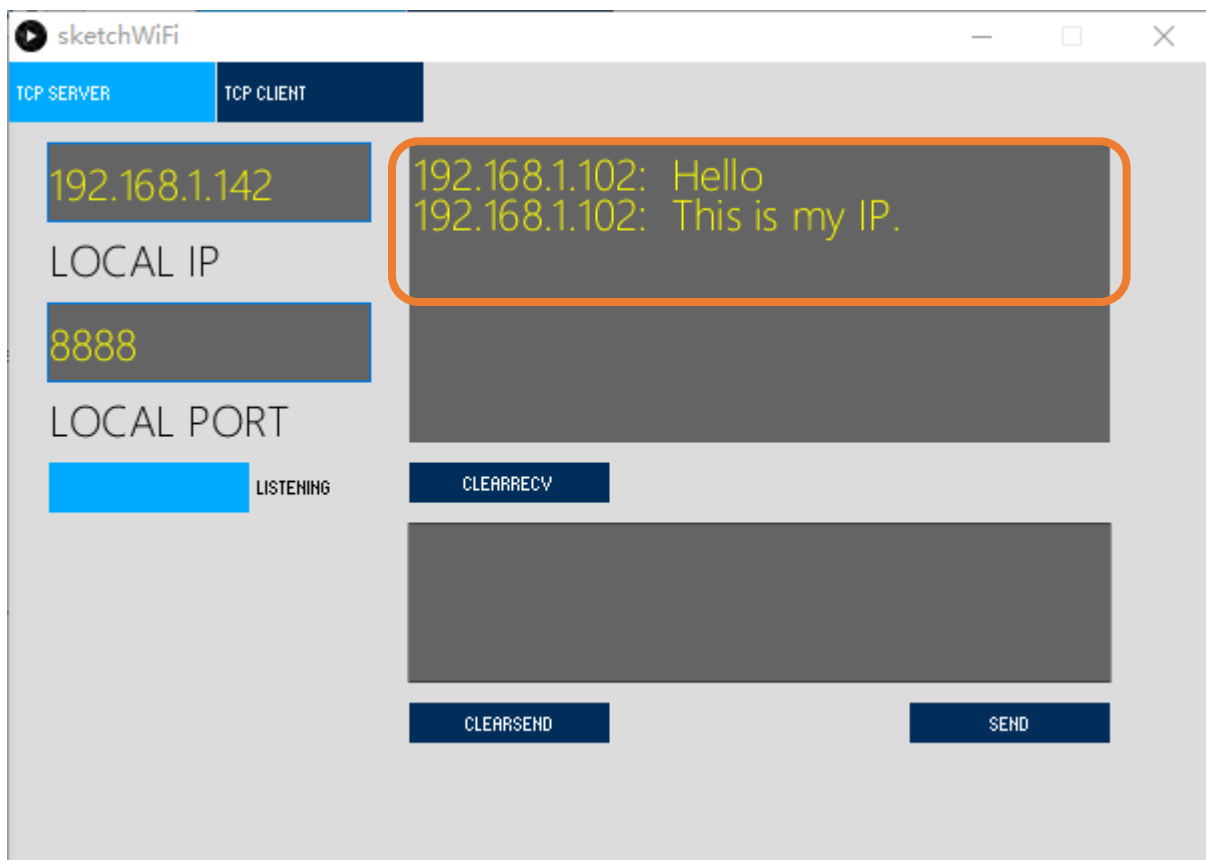 sketchWiFi
TCP SERVER
TCP CLIENT
192.168.1.142
LOCAL IP
8888
LOCAL PORT
LISTENING
192.168.1.102: Hello
192.168.1.102: This is my IP.
CLEARRECV
CLEARSEND
SEND